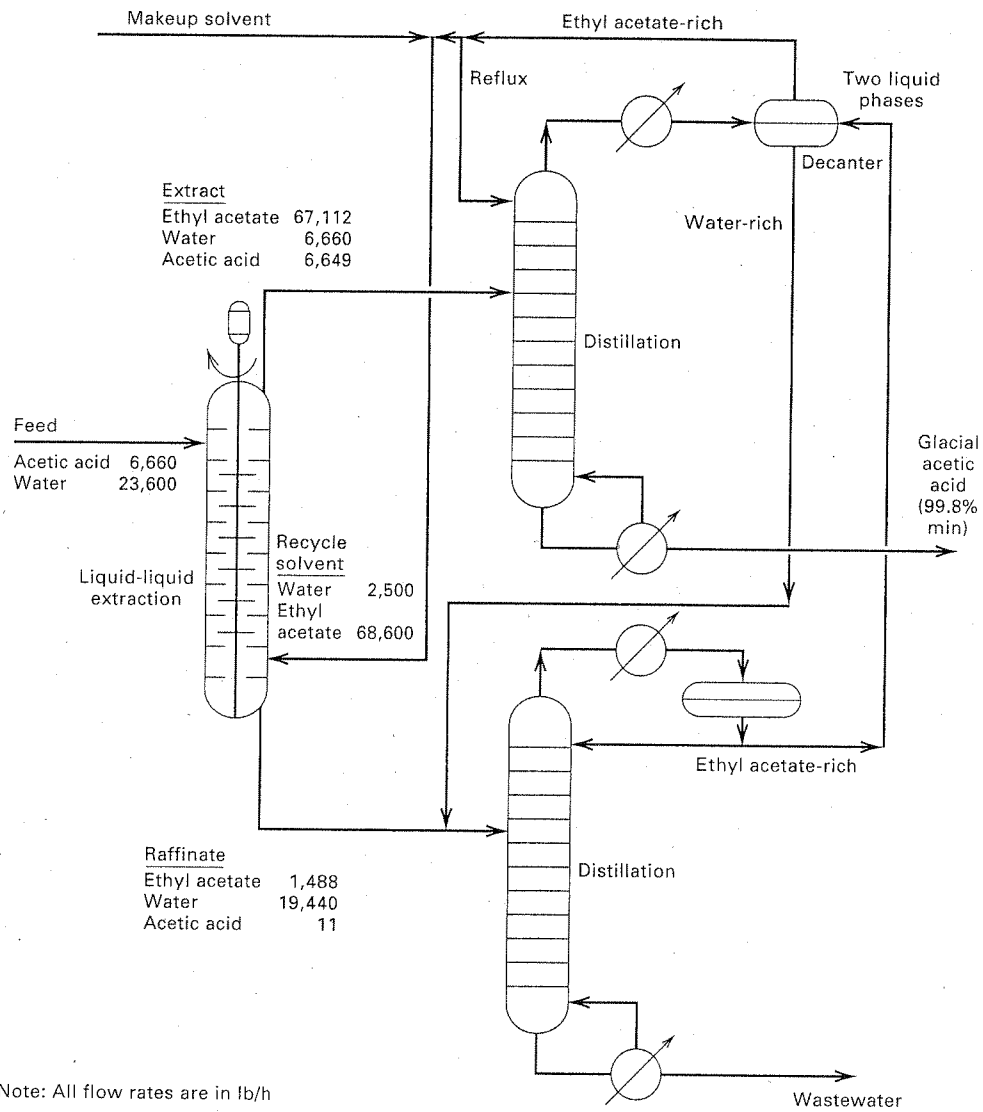 Makeup solvent
Ethyl acetate-rich
Reflux
Two liquid
phases
Decanter
Extract
Ethyl acetate 67,112
Water 6,660
Acetic acid 6,649
Water-rich
Distillation
Feed
Acetic acid 6,660
Water 23,600
Glacial
acetic
acid
(99.8%
min)
Liquid-liquid
extraction
Recycle
solvent
Water 2,500
Ethyl
acetate 68,600
Ethyl acetate-rich
Raffinate
Ethyl acetate 1,488
Water 19,440
Acetic acid 11
Distillation
Note: All flow rates are in lb/h
Wastewater